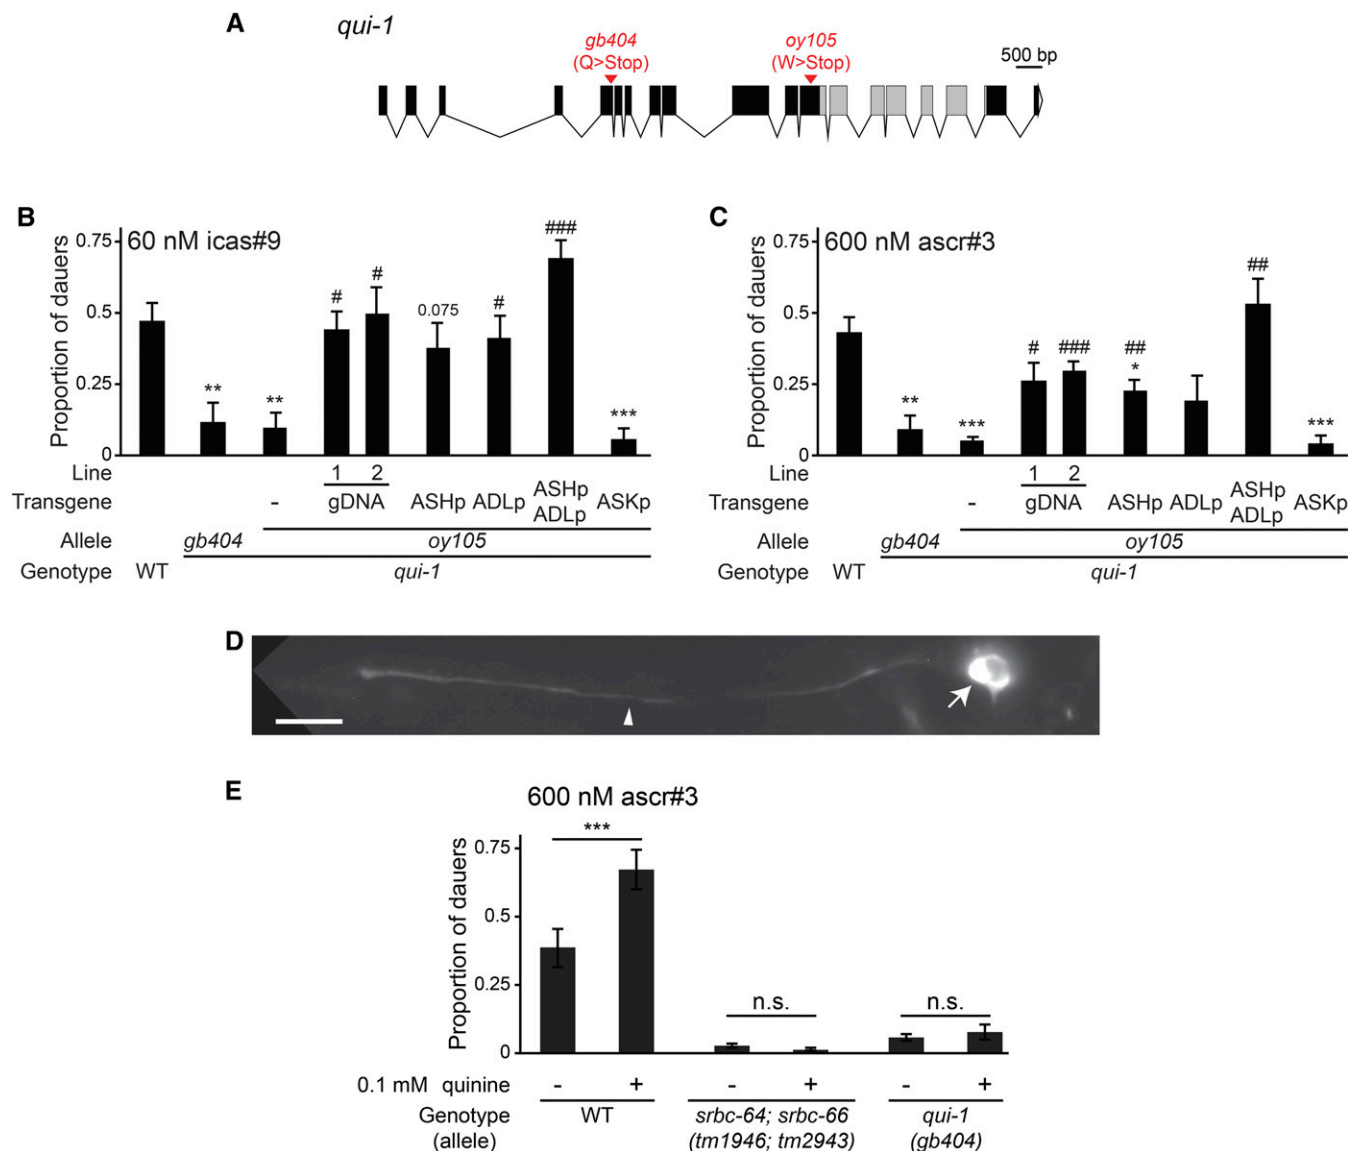 A
qui-1
gb404
(Q>Stop)
oy105
(W>Stop)
500 bp
B
60 nM icas#9
Proportion of dauers
0.75
0.5
0.25
0
**
**
#
#
0.075
#
###
***
Line
1 2
Transgene
- gDNA ASHp ADLp ASHp ADLp ASKp
Allele
gb404 oy105
Genotype
WT qui-1
C
600 nM ascr#3
Proportion of dauers
0.75
0.5
0.25
0
**
***
#
###
##
*
##
***
Line
1 2
Transgene
- gDNA ASHp ADLp ASHp ADLp ASKp
Allele
gb404 oy105
Genotype
WT qui-1
D
E
600 nM ascr#3
Proportion of dauers
0.75
0.5
0.25
0
***
n.s.
n.s.
0.1 mM quinine - + - + - +
Genotype WT srbc-64; srbc-66 qui-1
(allele) (tm1946; tm2943) (gb404)